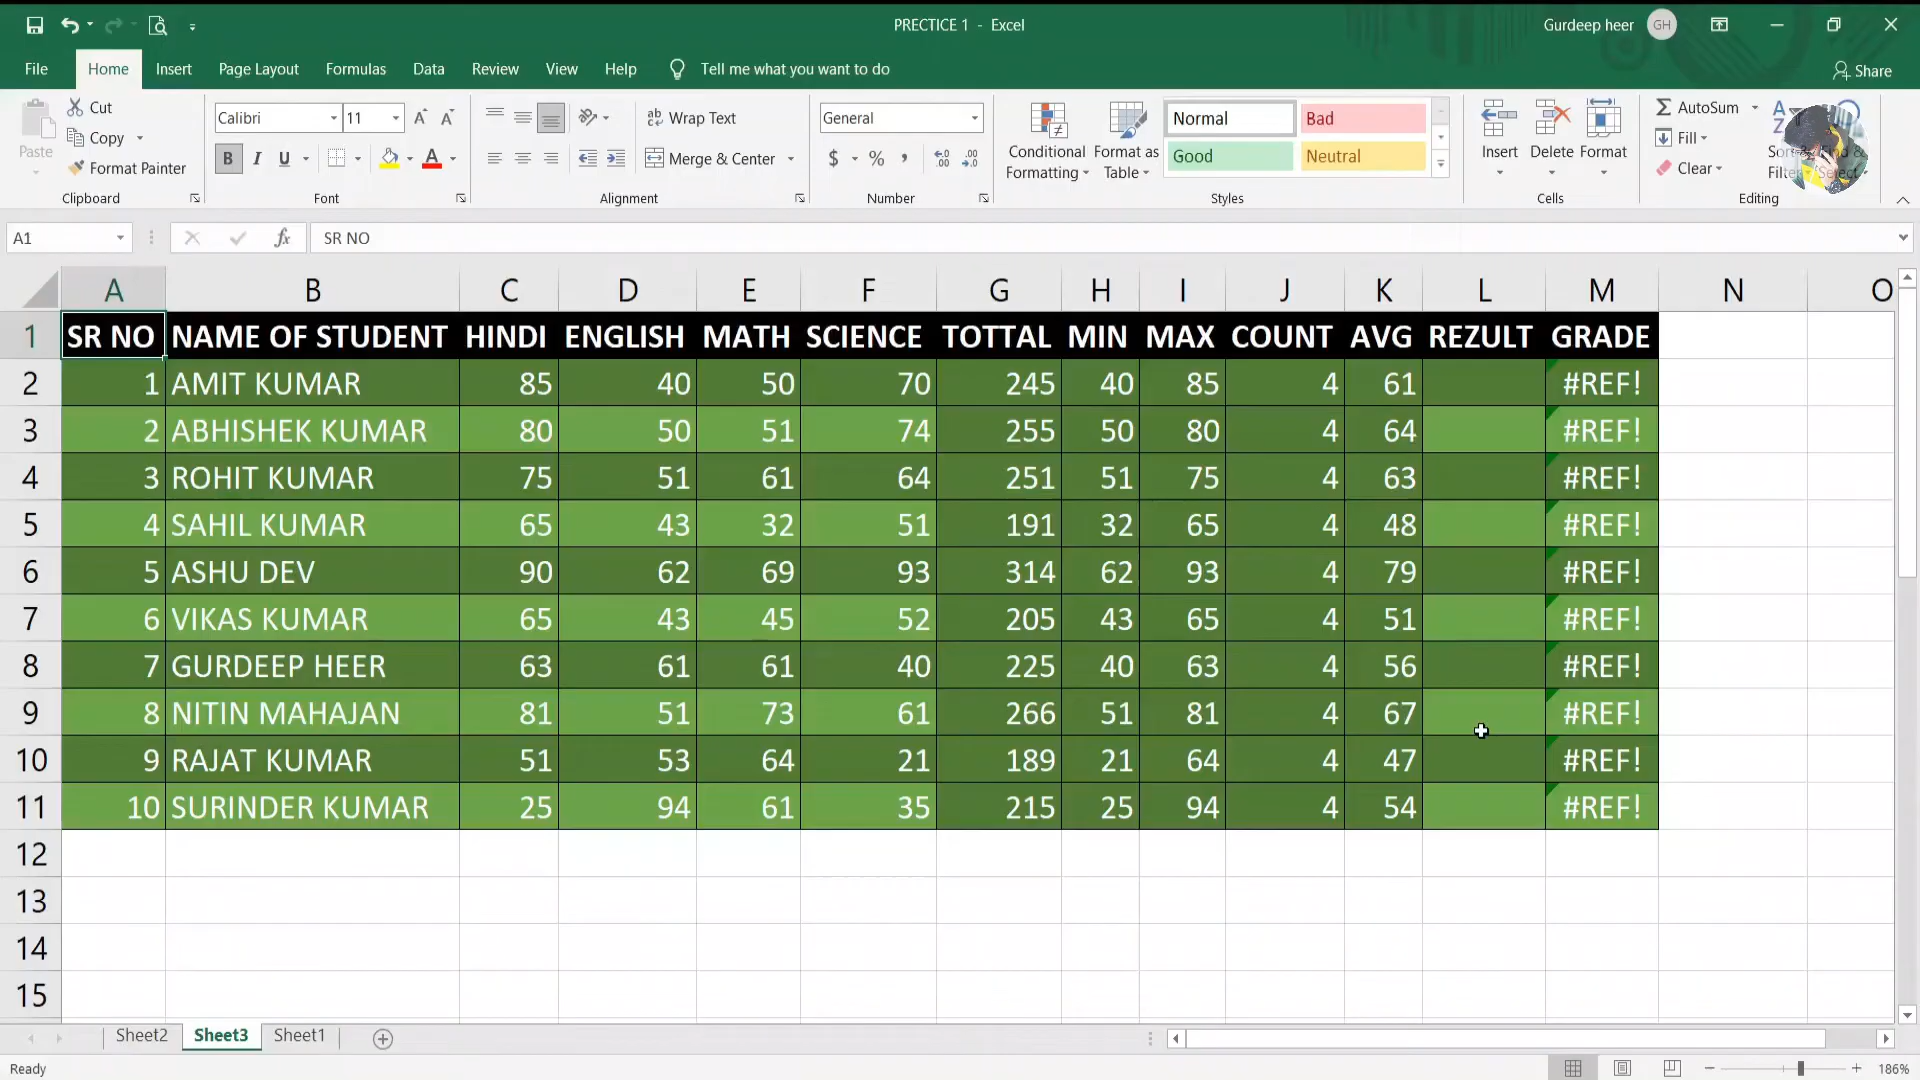 PRECTICE 1 - Excel
Gurdeep heer GH
File Home Insert Page Layout Formulas Data Review View Help Tell me what you want to do Share
Paste
Cut
Copy
Format Painter
Clipboard
Calibri 11 A A
B I U A
Font
ab Wrap Text
Merge & Center
Alignment
General
$ % , .00 .0
Number
Conditional Formatting
Format as Table
Normal Bad
Good Neutral
Styles
Insert Delete Format
Cells
AutoSum
Fill
Clear
Filter Select
Editing
A1 fx SR NO
A B C D E F G H I J K L M N O
1 SR NO NAME OF STUDENT HINDI ENGLISH MATH SCIENCE TOTTAL MIN MAX COUNT AVG REZULT GRADE
2 1 AMIT KUMAR 85 40 50 70 245 40 85 4 61 #REF!
3 2 ABHISHEK KUMAR 80 50 51 74 255 50 80 4 64 #REF!
4 3 ROHIT KUMAR 75 51 61 64 251 51 75 4 63 #REF!
5 4 SAHIL KUMAR 65 43 32 51 191 32 65 4 48 #REF!
6 5 ASHU DEV 90 62 69 93 314 62 93 4 79 #REF!
7 6 VIKAS KUMAR 65 43 45 52 205 43 65 4 51 #REF!
8 7 GURDEEP HEER 63 61 61 40 225 40 63 4 56 #REF!
9 8 NITIN MAHAJAN 81 51 73 61 266 51 81 4 67 #REF!
10 9 RAJAT KUMAR 51 53 64 21 189 21 64 4 47 #REF!
11 10 SURINDER KUMAR 25 94 61 35 215 25 94 4 54 #REF!
12
13
14
15
Sheet2 Sheet3 Sheet1
Ready 186%